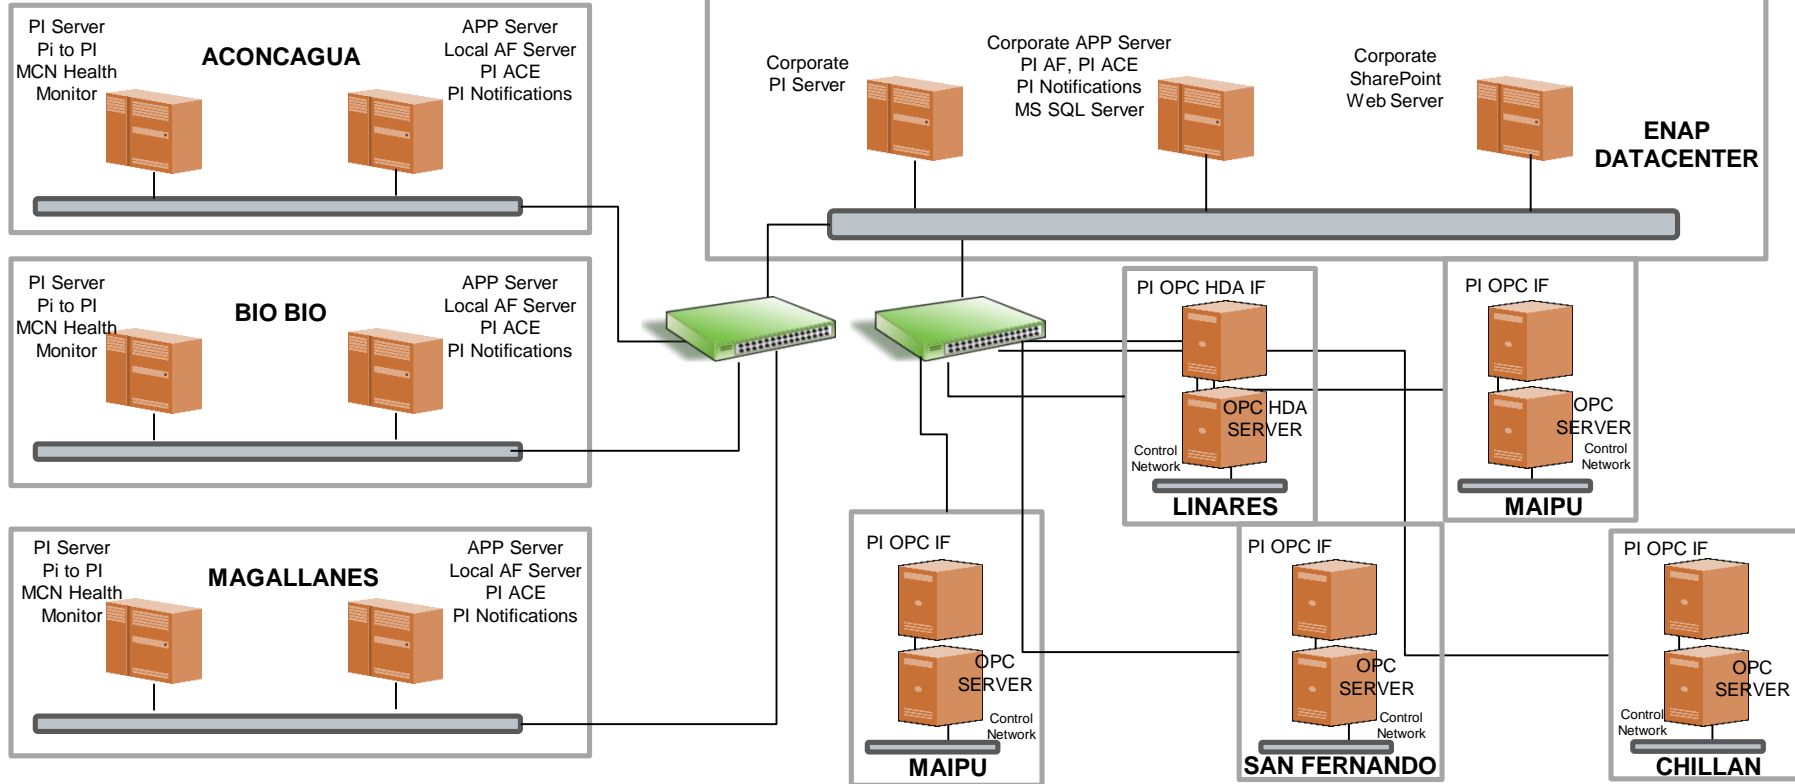 PI Server
Pi to PI
MCN Health
Monitor
ACONCAGUA
APP Server
Local AF Server
PI ACE
PI Notifications
Corporate
PI Server
Corporate APP Server
PI AF, PI ACE
PI Notifications
MS SQL Server
Corporate
SharePoint
Web Server
ENAP
DATACENTER
PI Server
Pi to PI
MCN Health
Monitor
BIO BIO
APP Server
Local AF Server
PI ACE
PI Notifications
PI OPC HDA IF
OPC HDA
SERVER
Control
Network
LINARES
PI OPC IF
OPC
SERVER
Control
Network
MAIPU
PI Server
Pi to PI
MCN Health
Monitor
MAGALLANES
APP Server
Local AF Server
PI ACE
PI Notifications
PI OPC IF
OPC
SERVER
Control
Network
MAIPU
PI OPC IF
OPC
SERVER
Control
Network
SAN FERNANDO
PI OPC IF
OPC
SERVER
Control
Network
CHILLAN